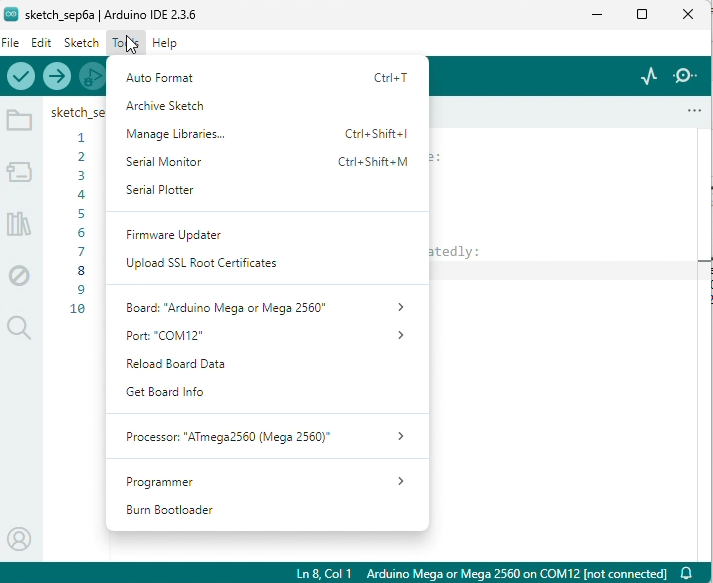 sketch_sep6a | Arduino IDE 2.3.6
File Edit Sketch Tools Help
sketch_se
...
1
2 e:
3
4
5
6
7 atedly:
8
9
10
Auto Format Ctrl+T
Archive Sketch
Manage Libraries... Ctrl+Shift+I
Serial Monitor Ctrl+Shift+M
Serial Plotter
Firmware Updater
Upload SSL Root Certificates
Board: "Arduino Mega or Mega 2560"
Port: "COM12"
Reload Board Data
Get Board Info
Processor: "ATmega2560 (Mega 2560)"
Programmer
Burn Bootloader
Ln 8, Col 1 Arduino Mega or Mega 2560 on COM12 [not connected]